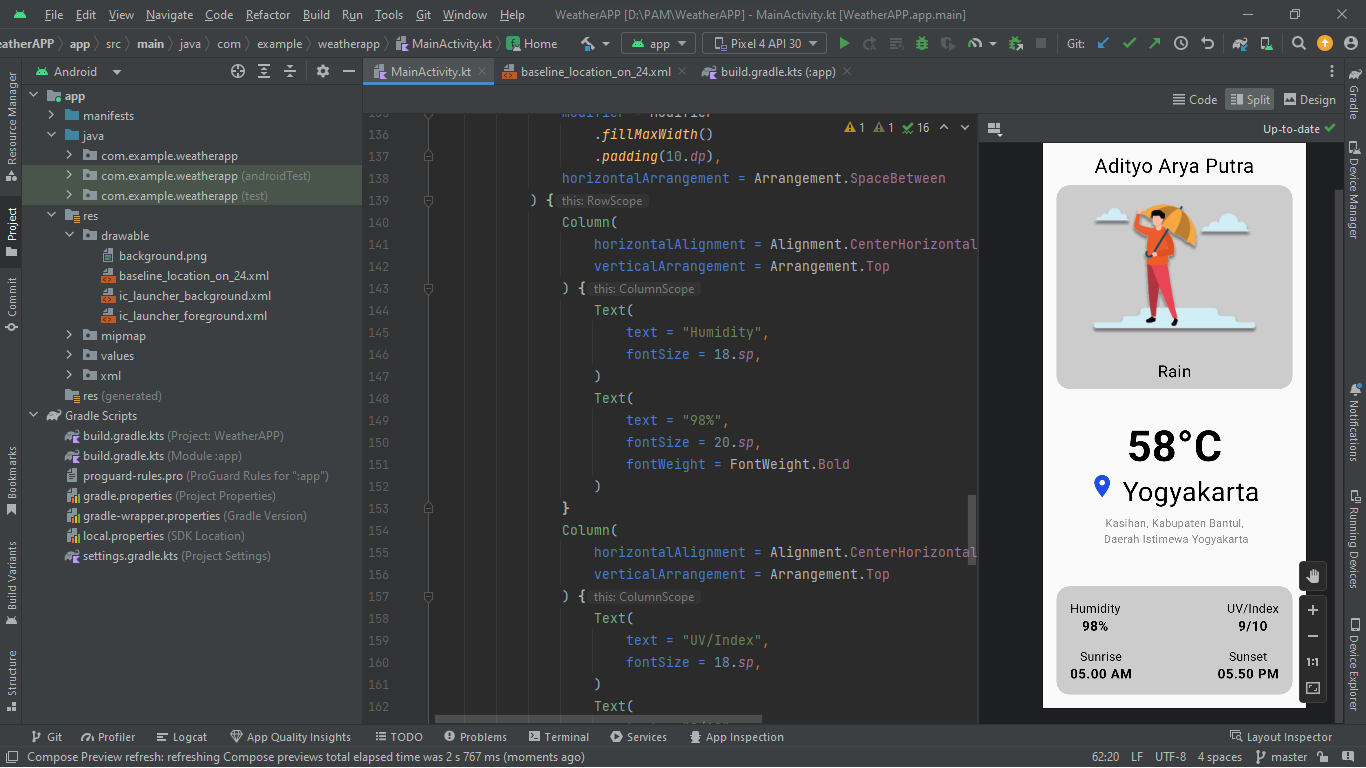 File Edit View Navigate Code Refactor Build Run Tools Git Window Help WeatherAPP [D:\PAM\WeatherAPP] - MainActivity.kt [WeatherAPP.app.main]
eatherAPP app src main java com example weatherapp MainActivity.kt Home app Pixel 4 API 30 Git:
Android
MainActivity.kt baseline_location_on_24.xml build.gradle.kts (:app)
Code Split Design
Resource Manager
Project
Commit
Bookmarks
Build Variants
Structure
app
manifests
java
com.example.weatherapp
com.example.weatherapp (androidTest)
com.example.weatherapp (test)
res
drawable
background.png
baseline_location_on_24.xml
ic_launcher_background.xml
ic_launcher_foreground.xml
mipmap
values
xml
res (generated)
Gradle Scripts
build.gradle.kts (Project: WeatherAPP)
build.gradle.kts (Module :app)
proguard-rules.pro (ProGuard Rules for ":app")
gradle.properties (Project Properties)
gradle-wrapper.properties (Gradle Version)
local.properties (SDK Location)
settings.gradle.kts (Project Settings)
1 1 16
135 modifier = Modifier
136 .fillMaxWidth()
137 .padding(10.dp),
138 horizontalArrangement = Arrangement.SpaceBetween
139 ) { this: RowScope
140 Column(
141 horizontalAlignment = Alignment.CenterHorizontal
142 verticalArrangement = Arrangement.Top
143 ) { this: ColumnScope
144 Text(
145 text = "Humidity",
146 fontSize = 18.sp,
147 )
148 Text(
149 text = "98%",
150 fontSize = 20.sp,
151 fontWeight = FontWeight.Bold
152 )
153 }
154 Column(
155 horizontalAlignment = Alignment.CenterHorizontal
156 verticalArrangement = Arrangement.Top
157 ) { this: ColumnScope
158 Text(
159 text = "UV/Index",
160 fontSize = 18.sp,
161 )
162 Text(
Up-to-date
Adityo Arya Putra
Rain
58°C
Yogyakarta
Kasihan, Kabupaten Bantul,
Daerah Istimewa Yogyakarta
Humidity UV/Index
98% 9/10
Sunrise Sunset
05.00 AM 05.50 PM
1:1
Gradle
Device Manager
Notifications
Running Devices
Device Explorer
Git Profiler Logcat App Quality Insights TODO Problems Terminal Services App Inspection Layout Inspector
Compose Preview refresh: refreshing Compose previews total elapsed time was 2 s 767 ms (moments ago) 62:20 LF UTF-8 4 spaces master